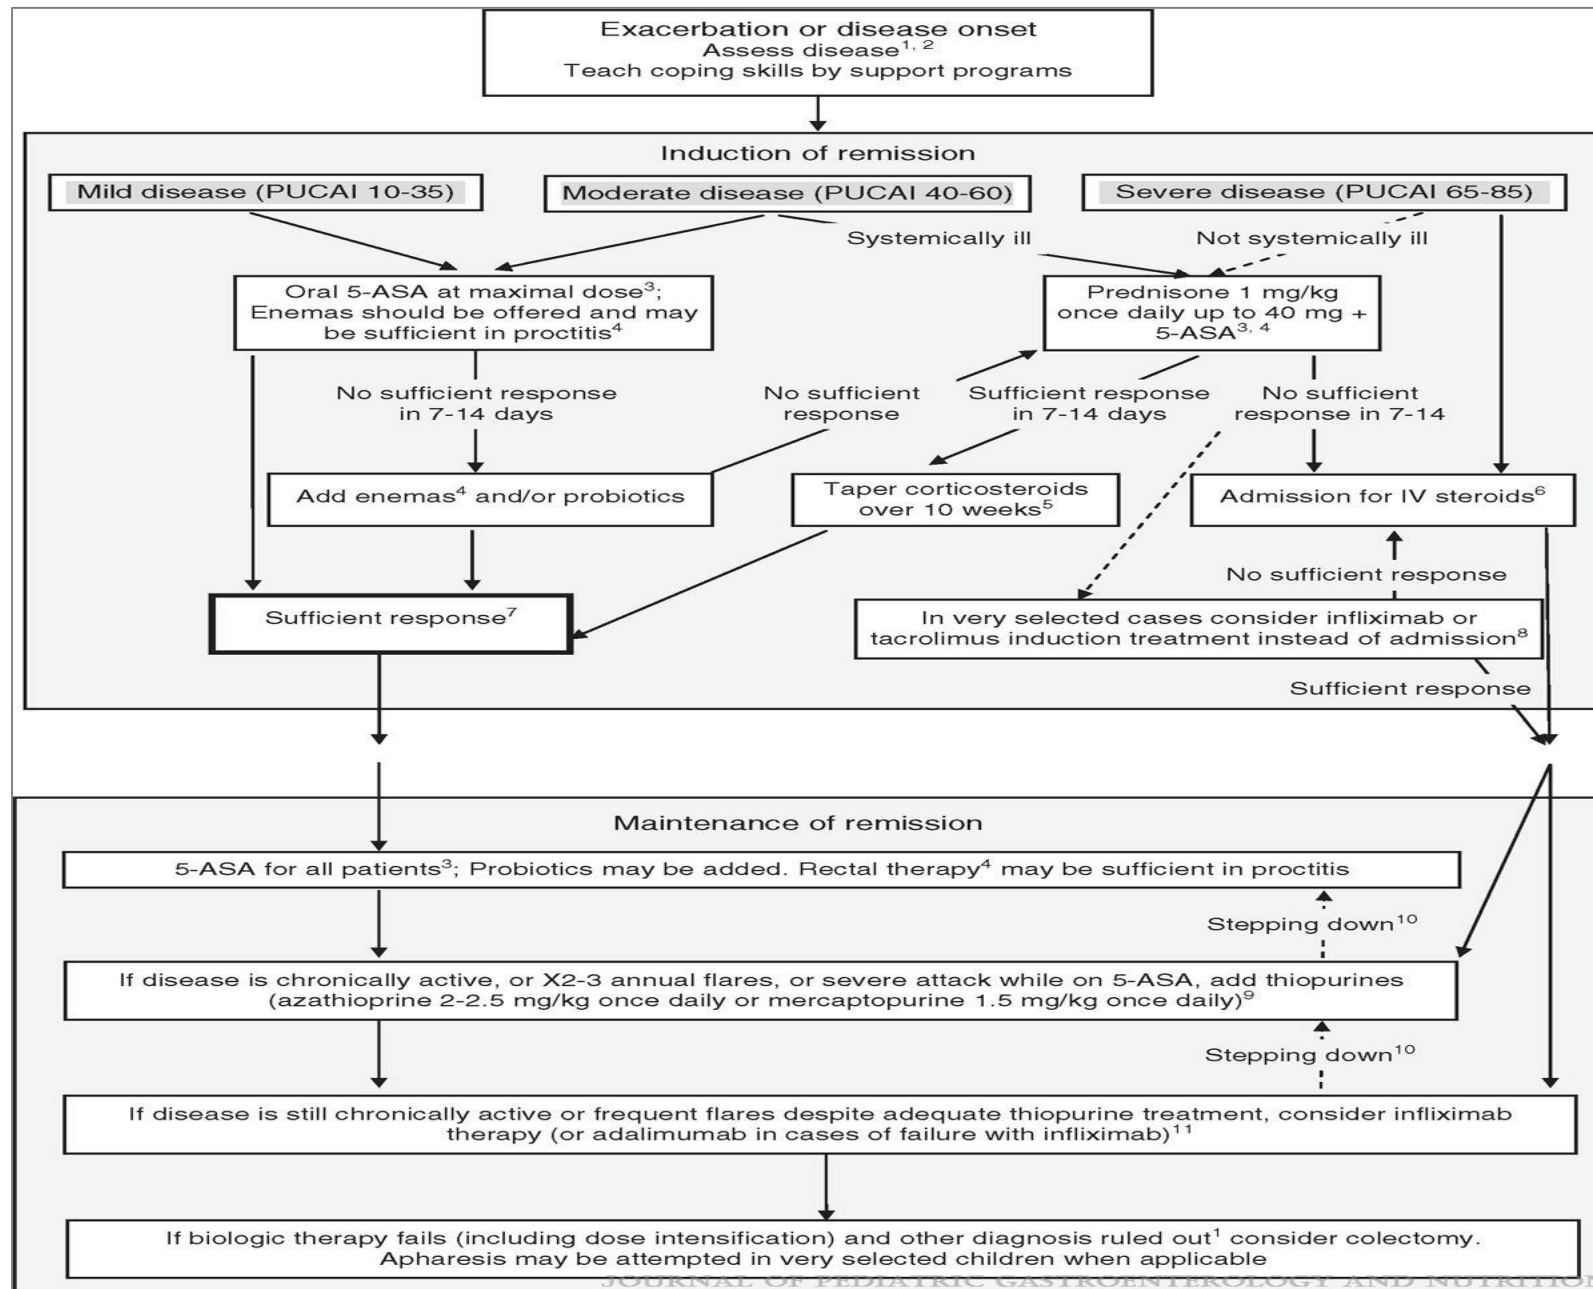 Exacerbation or disease onset
Assess disease1, 2
Teach coping skills by support programs
Induction of remission
Mild disease (PUCAI 10-35)
Moderate disease (PUCAI 40-60)
Severe disease (PUCAI 65-85)
Systemically ill
Not systemically ill
Oral 5-ASA at maximal dose3;
Enemas should be offered and may
be sufficient in proctitis4
Prednisone 1 mg/kg
once daily up to 40 mg +
5-ASA3, 4
No sufficient response
in 7-14 days
No sufficient
response
Sufficient response
in 7-14 days
No sufficient
response in 7-14
Add enemas4 and/or probiotics
Taper corticosteroids
over 10 weeks5
Admission for IV steroids6
No sufficient response
Sufficient response7
In very selected cases consider infliximab or
tacrolimus induction treatment instead of admission8
Sufficient response
Maintenance of remission
5-ASA for all patients3; Probiotics may be added. Rectal therapy4 may be sufficient in proctitis
Stepping down10
If disease is chronically active, or X2-3 annual flares, or severe attack while on 5-ASA, add thiopurines
(azathioprine 2-2.5 mg/kg once daily or mercaptopurine 1.5 mg/kg once daily)9
Stepping down10
If disease is still chronically active or frequent flares despite adequate thiopurine treatment, consider infliximab
therapy (or adalimumab in cases of failure with infliximab)11
If biologic therapy fails (including dose intensification) and other diagnosis ruled out1 consider colectomy.
Apharesis may be attempted in very selected children when applicable
JOURNAL OF PEDIATRIC GASTROENTEROLOGY AND NUTRITION